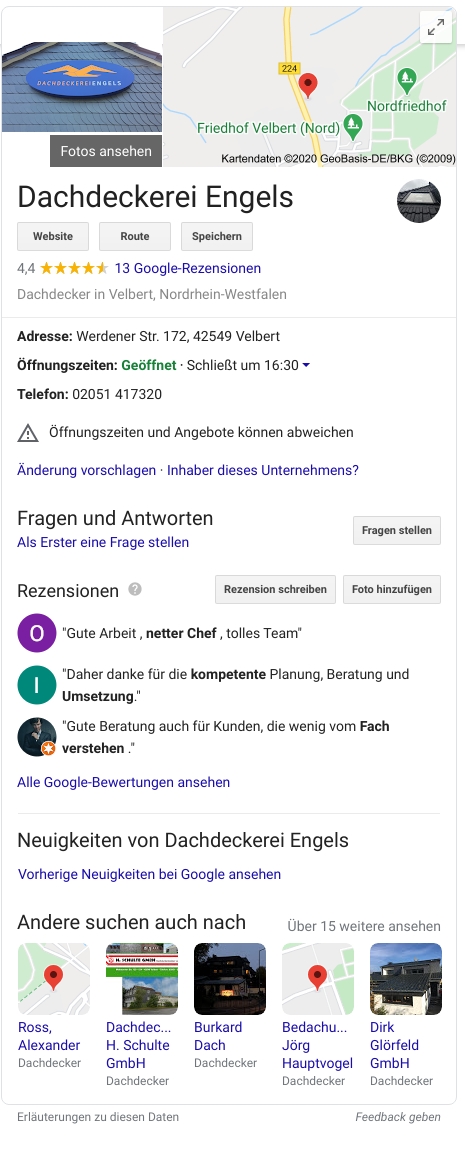 DACHDECKEREIENGELS
224
Nordfriedhof
Friedhof Velbert (Nord)
Fotos ansehen
Kartendaten ©2020 GeoBasis-DE/BKG (©2009)
Dachdeckerei Engels
Website
Route
Speichern
4,4 13 Google-Rezensionen
Dachdecker in Velbert, Nordrhein-Westfalen
Adresse: Werdener Str. 172, 42549 Velbert
Öffnungszeiten: Geöffnet · Schließt um 16:30
Telefon: 02051 417320
Öffnungszeiten und Angebote können abweichen
Änderung vorschlagen · Inhaber dieses Unternehmens?
Fragen und Antworten
Fragen stellen
Als Erster eine Frage stellen
Rezensionen ?
Rezension schreiben
Foto hinzufügen
O
"Gute Arbeit , netter Chef , tolles Team"
I
"Daher danke für die kompetente Planung, Beratung und
Umsetzung."
"Gute Beratung auch für Kunden, die wenig vom Fach
verstehen ."
Alle Google-Bewertungen ansehen
Neuigkeiten von Dachdeckerei Engels
Vorherige Neuigkeiten bei Google ansehen
Andere suchen auch nach
Über 15 weitere ansehen
H. SCHULTE GMBH
Ross,
Alexander
Dachdecker
Dachdec...
H. Schulte
GmbH
Dachdecker
Burkard
Dach
Dachdecker
Bedachu...
Jörg
Hauptvogel
Dachdecker
Dirk
Glörfeld
GmbH
Dachdecker
Erläuterungen zu diesen Daten
Feedback geben